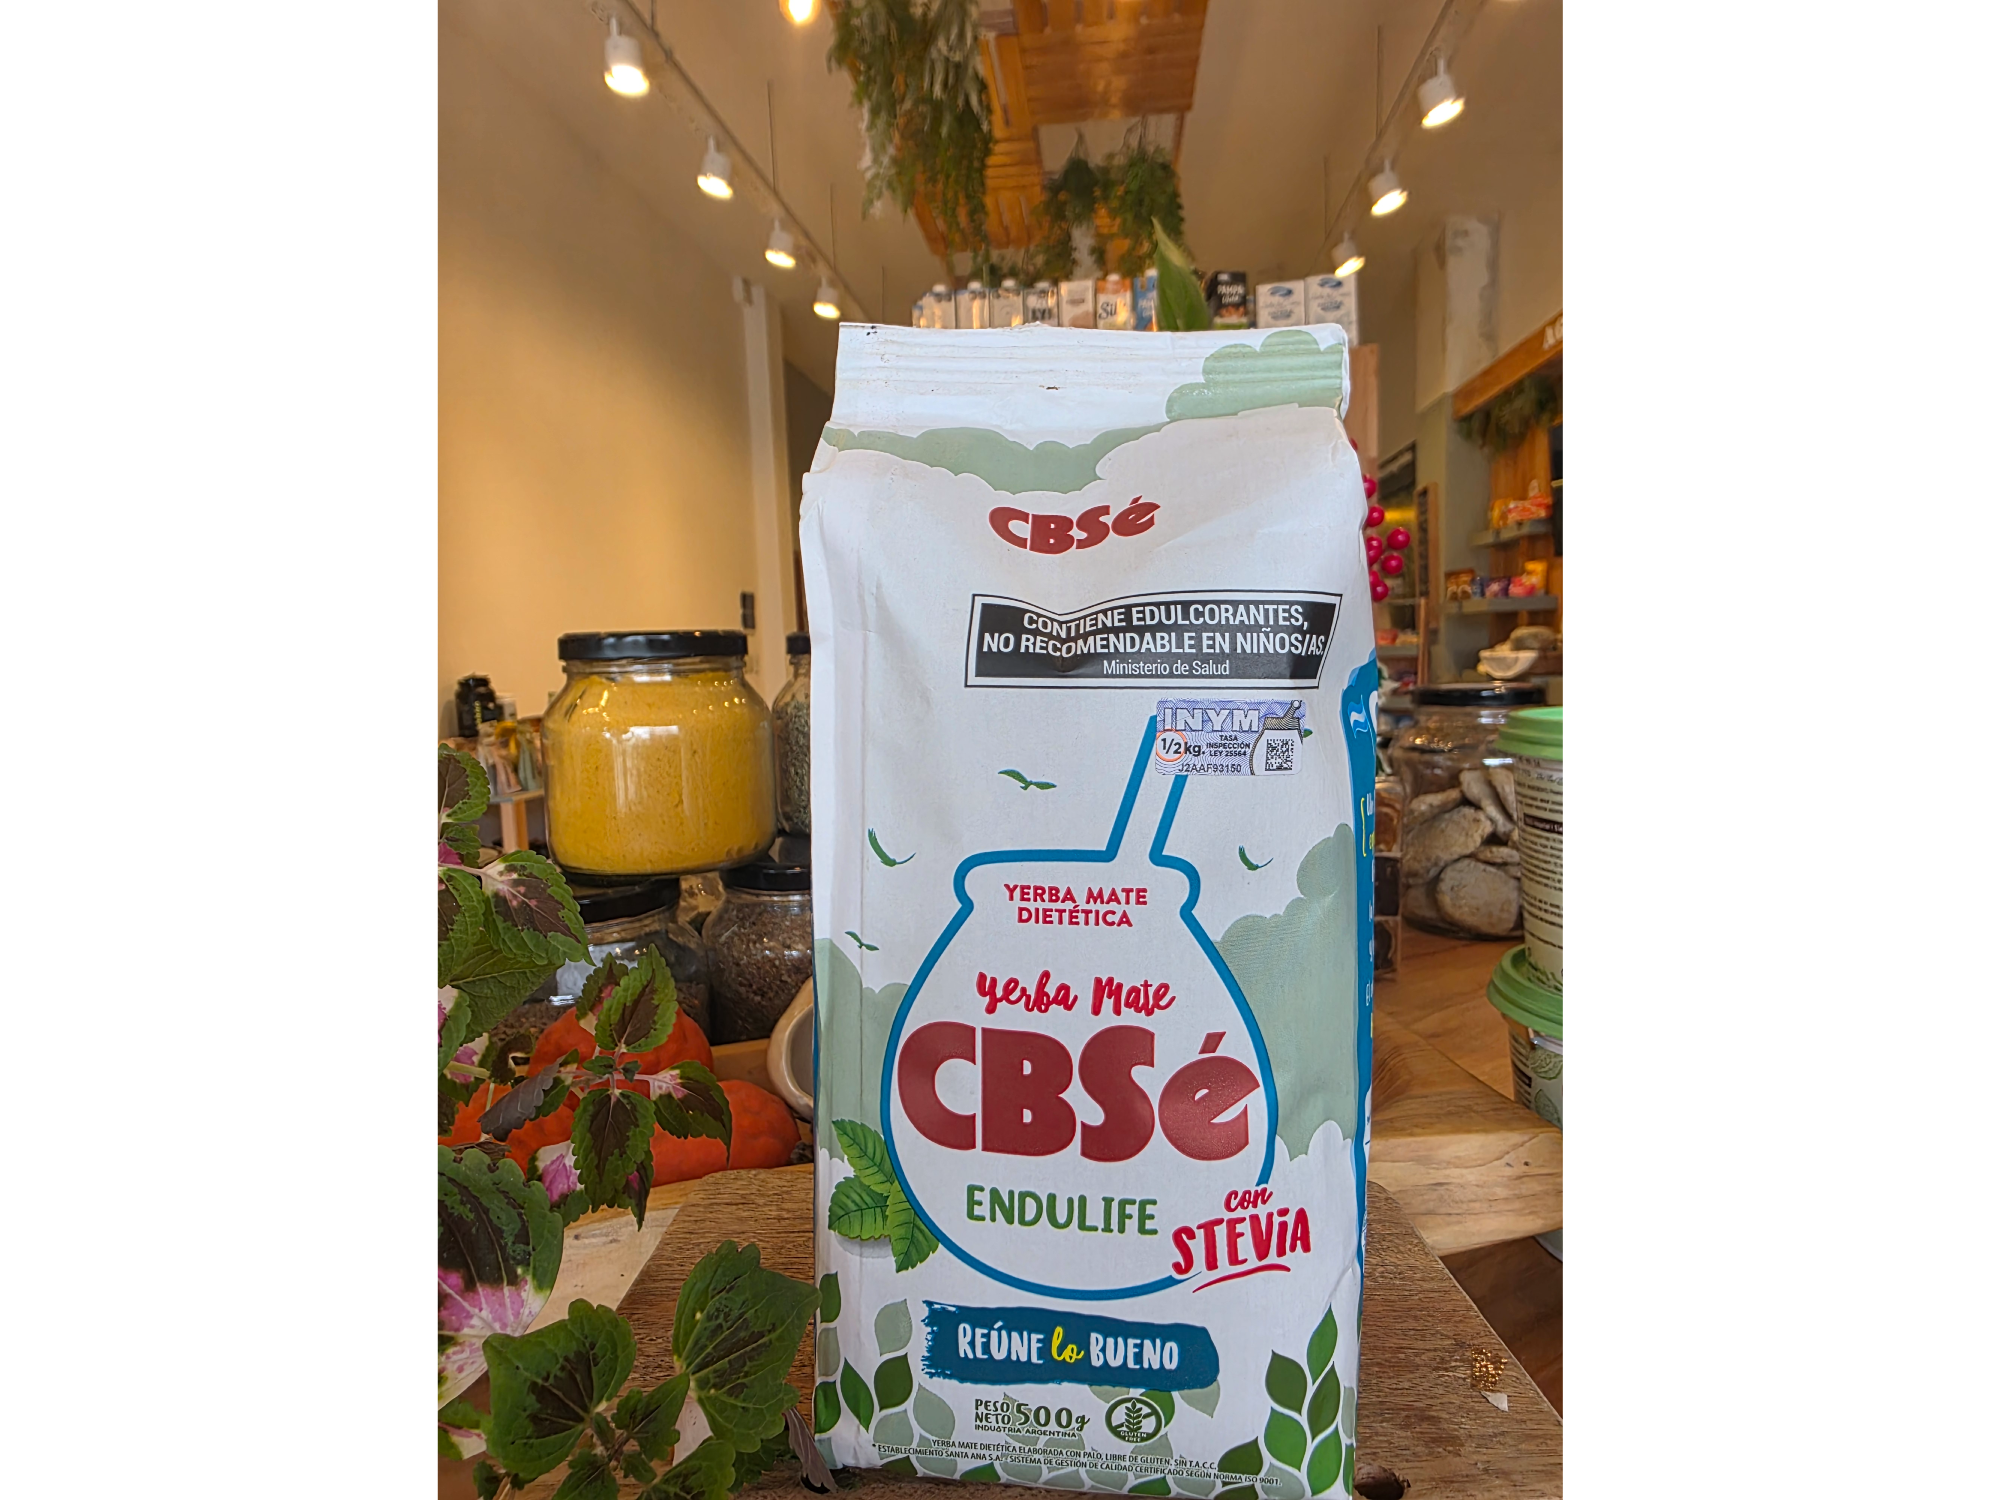 Sil
CBSé
CONTIENE EDULCORANTES,
NO RECOMENDABLE EN NIÑOS/AS.
Ministerio de Salud
INYM
1/2 kg.
TASA
INSPECCIÓN
LEY 25564
J2AAF93150
YERBA MATE
DIETÉTICA
yerba Mate
CBSé
ENDULIFE
con
STEVIA
REÚNE lo BUENO
PESO
NETO 500g
INDUSTRIA ARGENTINA
GLUTEN
FREE
YERBA MATE DIETÉTICA ELABORADA CON PALO, LIBRE DE GLUTEN. SIN T.A.C.C.
* ESTABLECIMIENTO SANTA ANA S.A. / SISTEMA DE GESTIÓN DE CALIDAD CERTIFICADO SEGÚN NORMA ISO 9001.